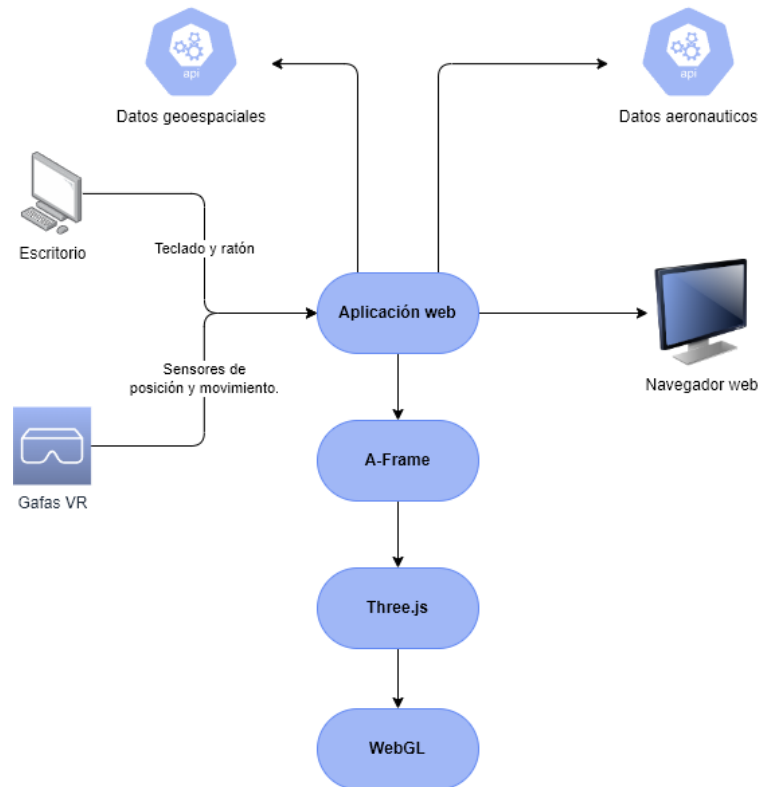 api
api
Datos geoespaciales
Datos aeronauticos
Escritorio
Teclado y ratón
Aplicación web
Sensores de
posición y movimiento.
Navegador web
A-Frame
Gafas VR
Three.js
WebGL